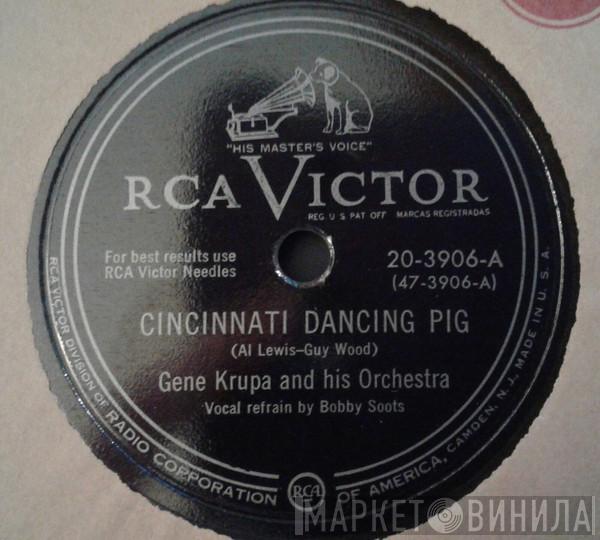 "HIS MASTER'S VOICE"
RCA VICTOR
REG. U S PAT OFF MARCAS REGISTRADAS
For best results use
RCA Victor Needles
20-3906-A
(47-3906-A)
CINCINNATI DANCING PIG
(Al Lewis–Guy Wood)
Gene Krupa and his Orchestra
Vocal refrain by Bobby Soots
RCA VICTOR DIVISION OF RADIO CORPORATION OF AMERICA, CAMDEN, N. J., MADE IN U. S. A.
RCA
МАРКЕТ ВИНИЛА